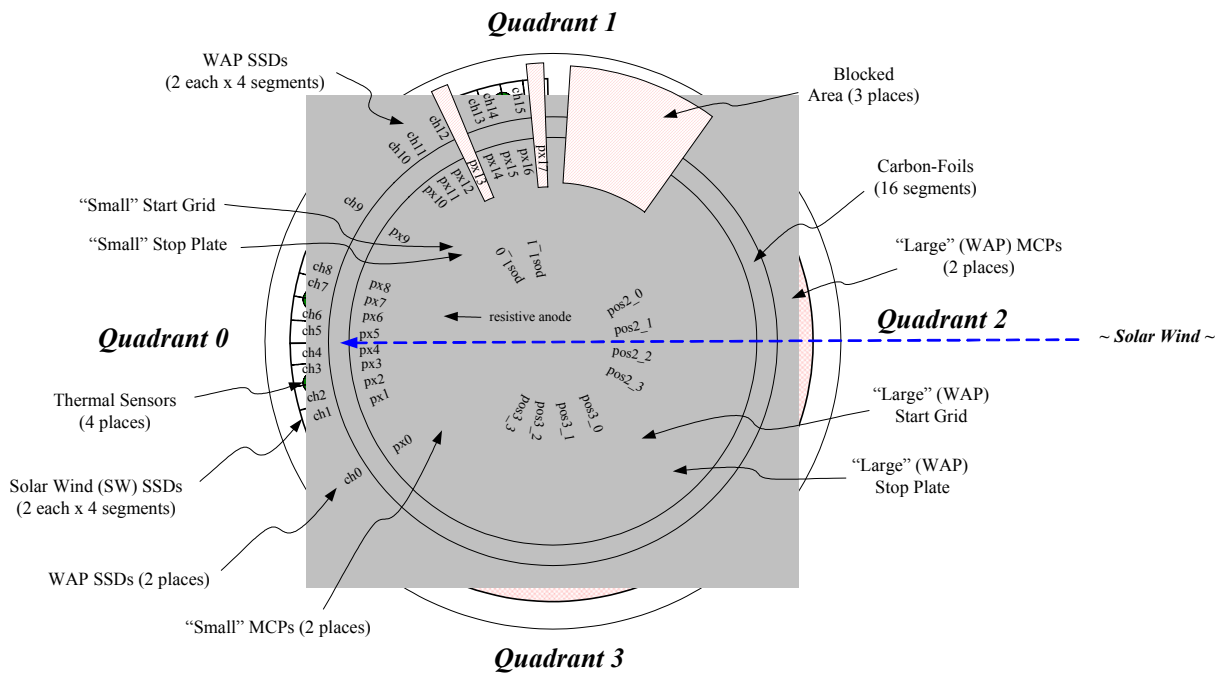 Quadrant 1
WAP SSDs
(2 each x 4 segments)
Blocked
Area (3 places)
ch15
ch14
ch13
ch12
ch11
ch10
px17
px16
px15
px14
px13
px12
px11
px10
Carbon-Foils
(16 segments)
ch9
px9
"Small" Start Grid
"Small" Stop Plate
pos1_1
pos1_0
"Large" (WAP) MCPs
(2 places)
ch8
ch7
ch6
ch5
ch4
ch3
ch2
ch1
px8
px7
px6
px5
px4
px3
px2
px1
resistive anode
pos2_0
pos2_1
pos2_2
pos2_3
Quadrant 0
Quadrant 2
~ Solar Wind ~
Thermal Sensors
(4 places)
pos3_3
pos3_2
pos3_1
pos3_0
"Large" (WAP)
Start Grid
px0
ch0
"Large" (WAP)
Stop Plate
Solar Wind (SW) SSDs
(2 each x 4 segments)
WAP SSDs (2 places)
"Small" MCPs (2 places)
Quadrant 3